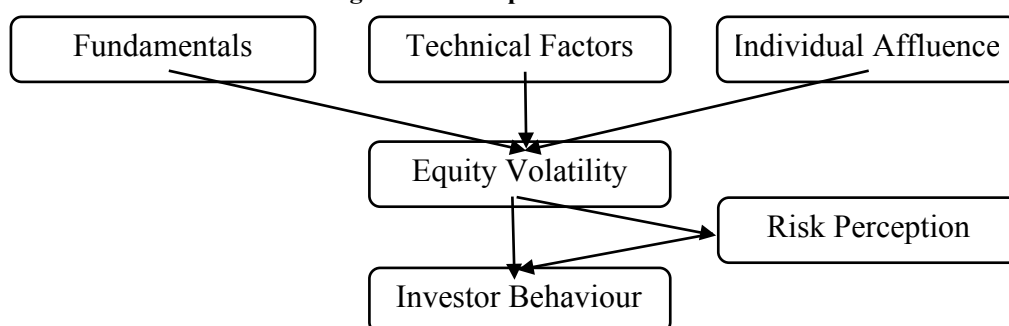 Fundamentals
Technical Factors
Individual Affluence
Equity Volatility
Risk Perception
Investor Behaviour